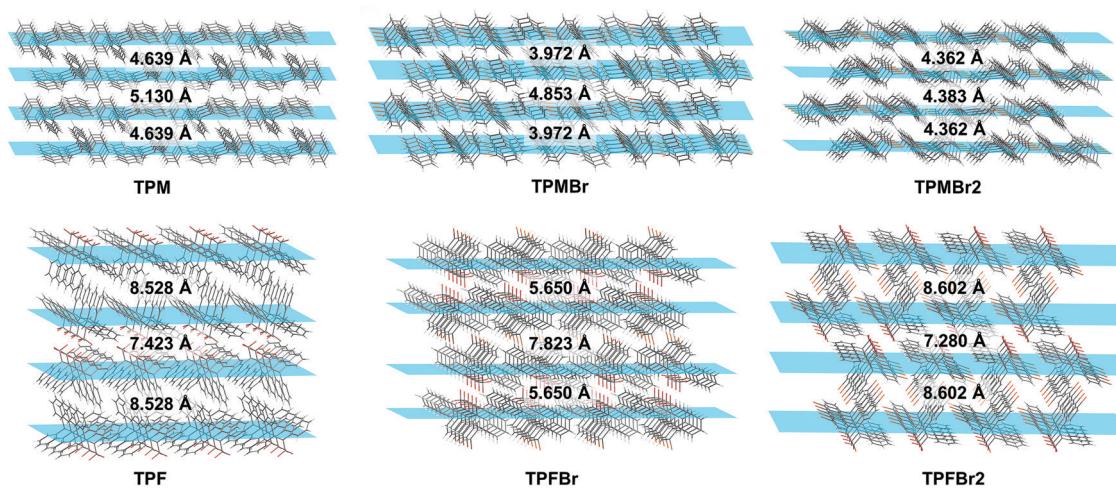 4.639 Å
5.130 Å
4.639 Å
TPM
3.972 Å
4.853 Å
3.972 Å
TPMBr
4.362 Å
4.383 Å
4.362 Å
TPMBr2
8.528 Å
7.423 Å
8.528 Å
TPF
5.650 Å
7.823 Å
5.650 Å
TPFBr
8.602 Å
7.280 Å
8.602 Å
TPFBr2